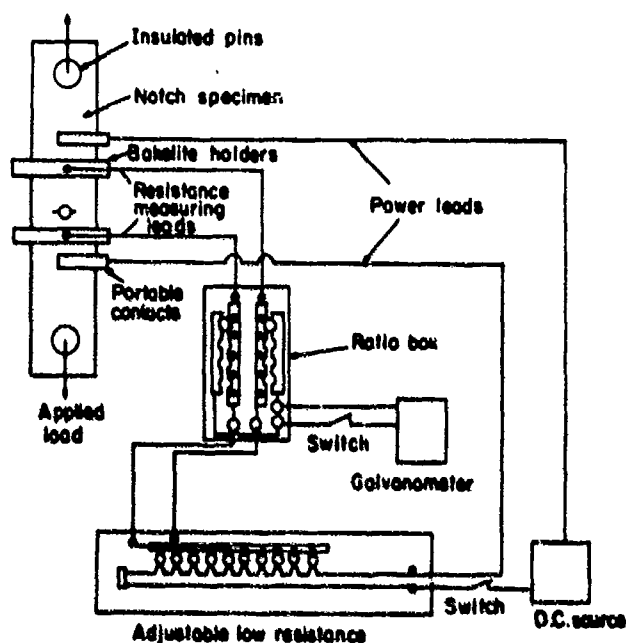 Insulated pins
Notch specimen
Bakelite holders
Resistance
measuring
leads
Power leads
Portable
contacts
Ratio box
Applied
load
Switch
Galvanometer
Switch
D.C. source
Adjustable low resistance